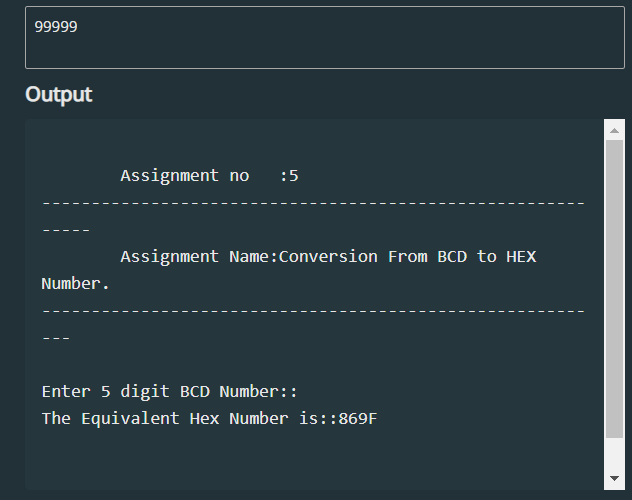 99999
Output
Assignment no   :5
-------------------------------------------------------
-----
Assignment Name:Conversion From BCD to HEX
Number.
-------------------------------------------------------
---
Enter 5 digit BCD Number::
The Equivalent Hex Number is::869F